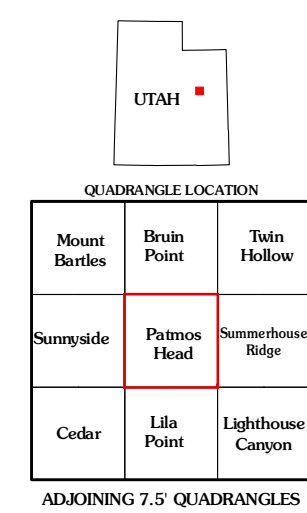 UTAH
QUADRANGLE LOCATION
Mount
Bartles
Bruin
Point
Twin
Hollow
Sunnyside
Patmos
Head
Summerhouse
Ridge
Cedar
Lila
Point
Lighthouse
Canyon
ADJOINING 7.5' QUADRANGLES